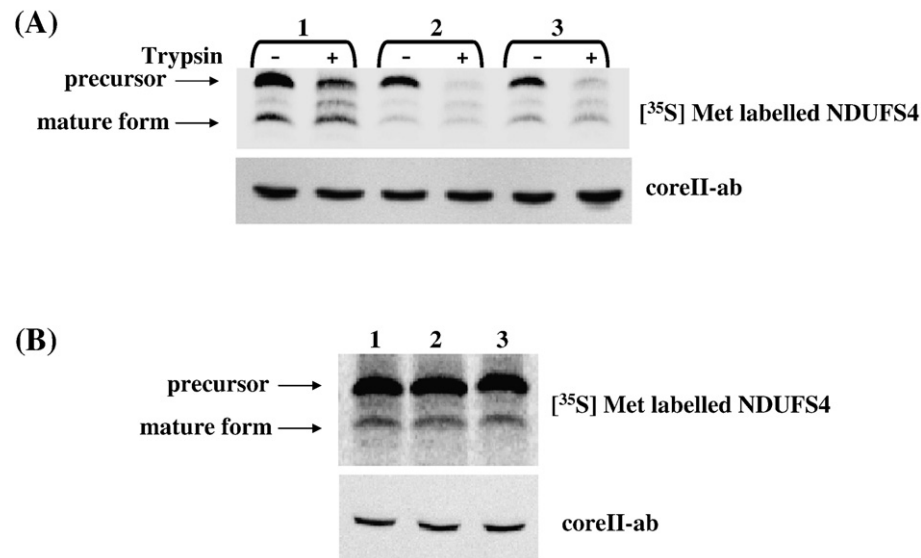 (A)
1 2 3
Trypsin - + - + - +
precursor
mature form
[³⁵S] Met labelled NDUFS4
coreII-ab
(B)
1 2 3
precursor
mature form
[³⁵S] Met labelled NDUFS4
coreII-ab